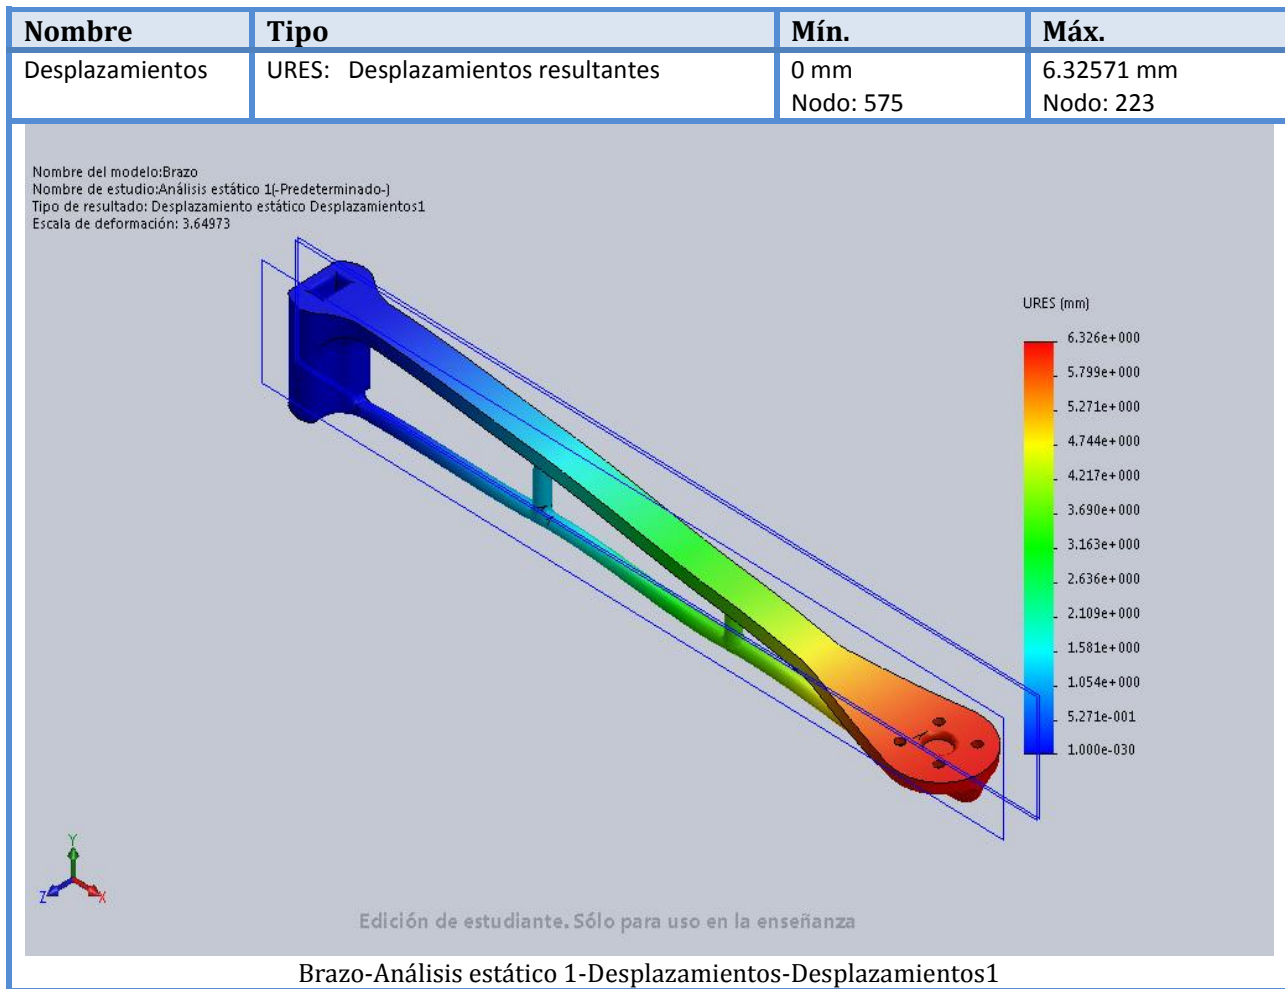 Nombre Tipo Mín. Máx.
Desplazamientos URES: Desplazamientos resultantes 0 mm 6.32571 mm
Nodo: 575 Nodo: 223
Nombre del modelo:Brazo
Nombre de estudio:Análisis estático 1(-Predeterminado-)
Tipo de resultado: Desplazamiento estático Desplazamientos1
Escala de deformación: 3.64973
URES (mm)
6.326e+000
5.799e+000
5.271e+000
4.744e+000
4.217e+000
3.690e+000
3.163e+000
2.636e+000
2.109e+000
1.581e+000
1.054e+000
5.271e-001
1.000e-030
Y
Z X
Edición de estudiante. Sólo para uso en la enseñanza
Brazo-Análisis estático 1-Desplazamientos-Desplazamientos1